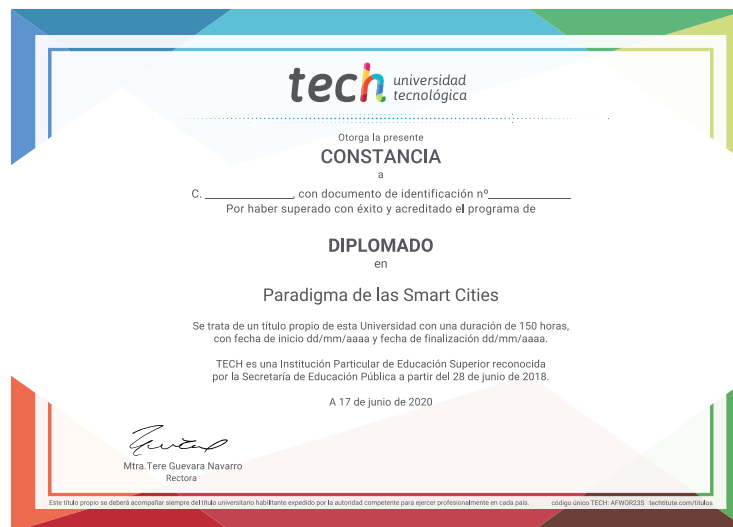 tech universidad
tecnológica
Otorga la presente
CONSTANCIA
a
C. ______________, con documento de identificación nº______________
Por haber superado con éxito y acreditado el programa de
DIPLOMADO
en
Paradigma de las Smart Cities
Se trata de un título propio de esta Universidad con una duración de 150 horas,
con fecha de inicio dd/mm/aaaa y fecha de finalización dd/mm/aaaa.
TECH es una Institución Particular de Educación Superior reconocida
por la Secretaría de Educación Pública a partir del 28 de junio de 2018.
A 17 de junio de 2020
Mtra.Tere Guevara Navarro
Rectora
Este título propio se deberá acompañar siempre del título universitario habilitante expedido por la autoridad competente para ejercer profesionalmente en cada país. código único TECH: AFWOR23S techtitute.com/titulos